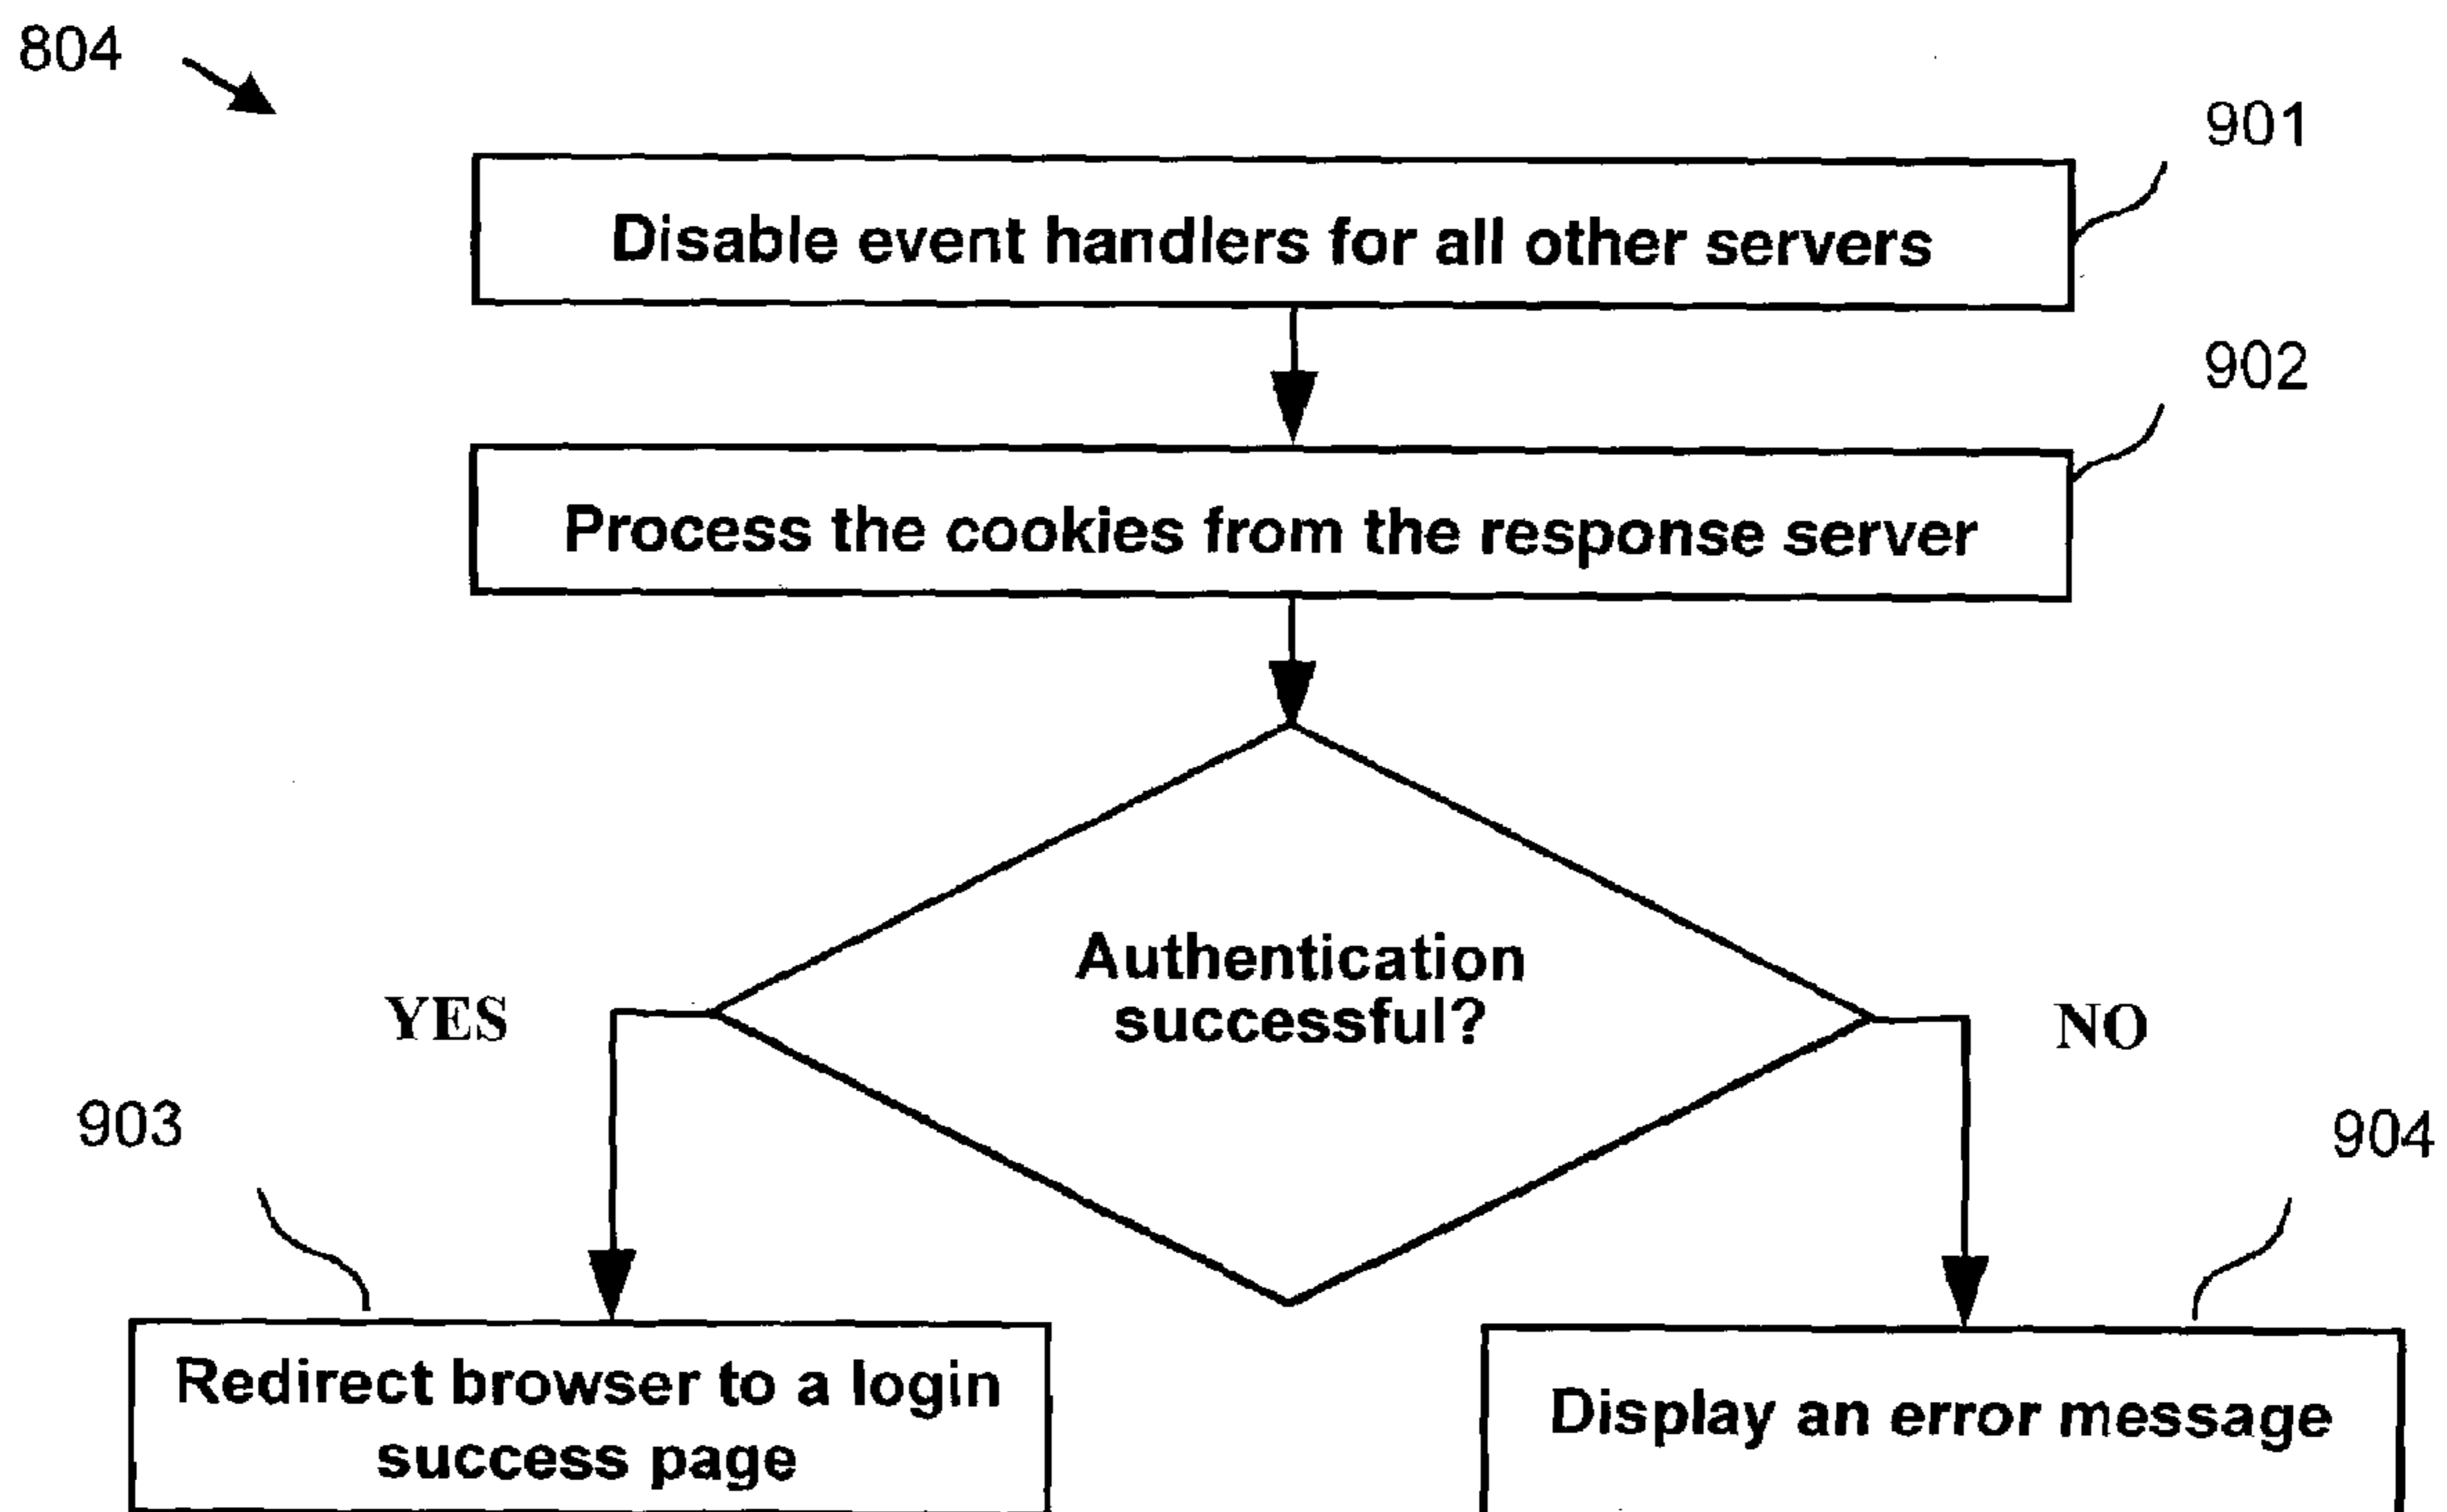 804
901
Disable event handlers for all other servers
902
Process the cookies from the response server
Authentication
successful?
YES
NO
903
904
Redirect browser to a login
success page
Display an error message